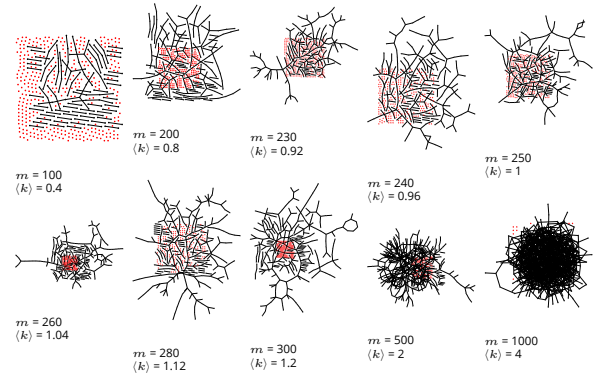 m = 100
⟨k⟩ = 0.4
m = 200
⟨k⟩ = 0.8
m = 230
⟨k⟩ = 0.92
m = 240
⟨k⟩ = 0.96
m = 250
⟨k⟩ = 1
m = 260
⟨k⟩ = 1.04
m = 280
⟨k⟩ = 1.12
m = 300
⟨k⟩ = 1.2
m = 500
⟨k⟩ = 2
m = 1000
⟨k⟩ = 4